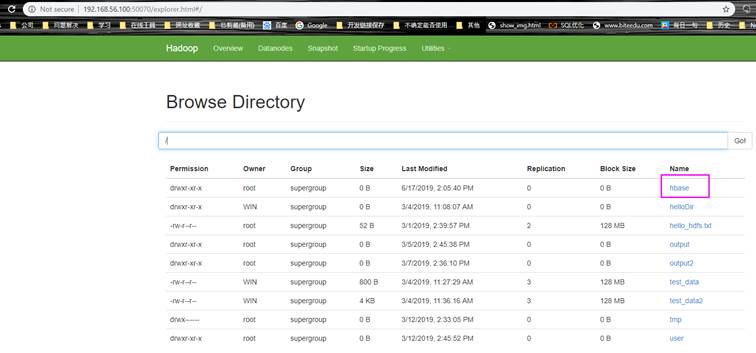 Not secure | 192.168.56.100:50070/explorer.html#/
公司 问题解决 学习 在线工具 网址收藏 百度 Google 开发链接保存 不确定能否使用 其他 show_img.html SQL优化 www.biteedu.com 每日一句 历史
Hadoop Overview Datanodes Snapshot Startup Progress Utilities
Browse Directory
/ Go!
Permission Owner Group Size Last Modified Replication Block Size Name
drwxr-xr-x root supergroup 0 B 6/17/2019, 2:05:40 PM 0 0 B hbase
drwxr-xr-x WIN supergroup 0 B 3/4/2019, 11:08:07 AM 0 0 B helloDir
-rw-r--r-- root supergroup 52 B 3/1/2019, 2:39:57 PM 2 128 MB hello_hdfs.txt
drwxr-xr-x root supergroup 0 B 3/5/2019, 2:45:38 PM 0 0 B output
drwxr-xr-x root supergroup 0 B 3/7/2019, 2:36:10 PM 0 0 B output2
-rw-r--r-- WIN supergroup 800 B 3/4/2019, 11:27:29 AM 3 128 MB test_data
-rw-r--r-- WIN supergroup 4 KB 3/4/2019, 11:36:16 AM 3 128 MB test_data2
drwx------ root supergroup 0 B 3/12/2019, 2:33:05 PM 0 0 B tmp
drwxr-xr-x root supergroup 0 B 3/12/2019, 2:45:52 PM 0 0 B user